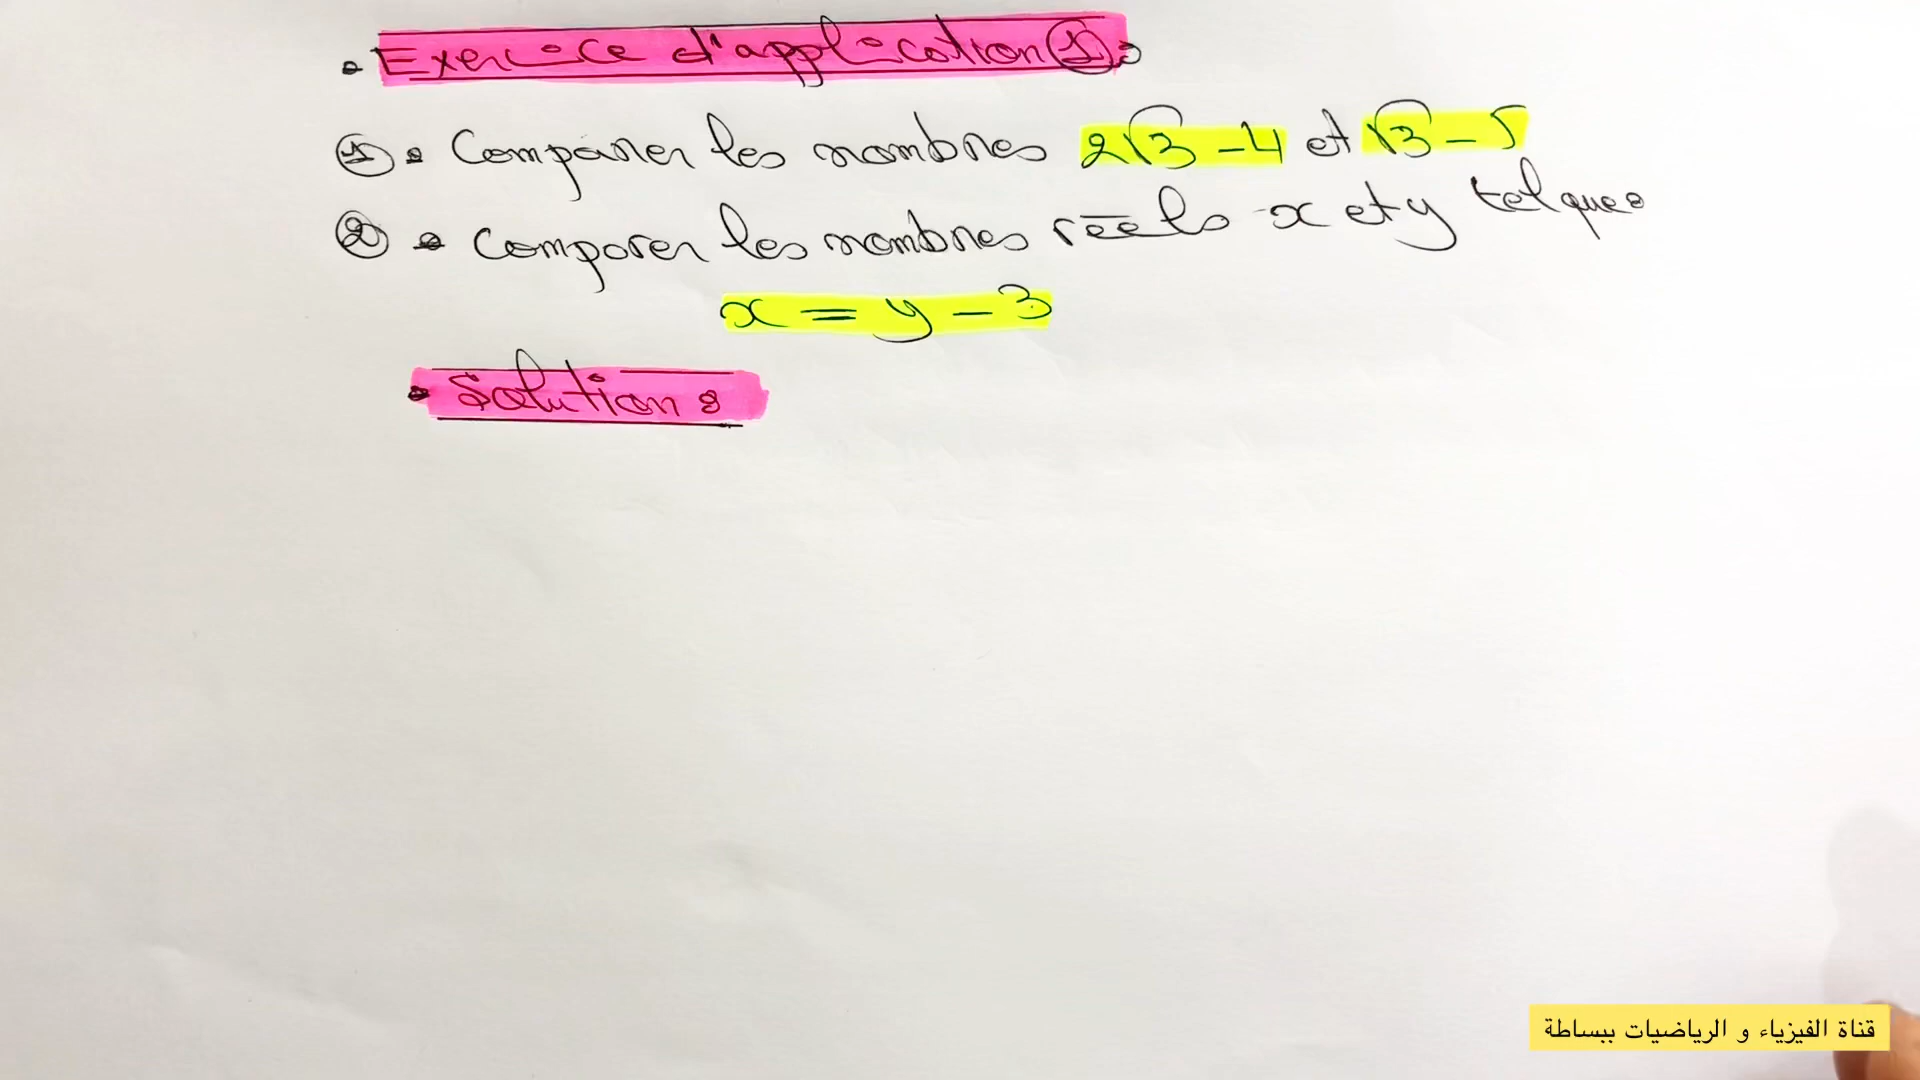 • Exercice d'application ① :
① • Comparer les nombres 2√3 - 4 et √3 - 5
② • Comparer les nombres réels x et y tel que :
x = y - 3
• Solution :
قناة الفيزياء و الرياضيات ببساطة